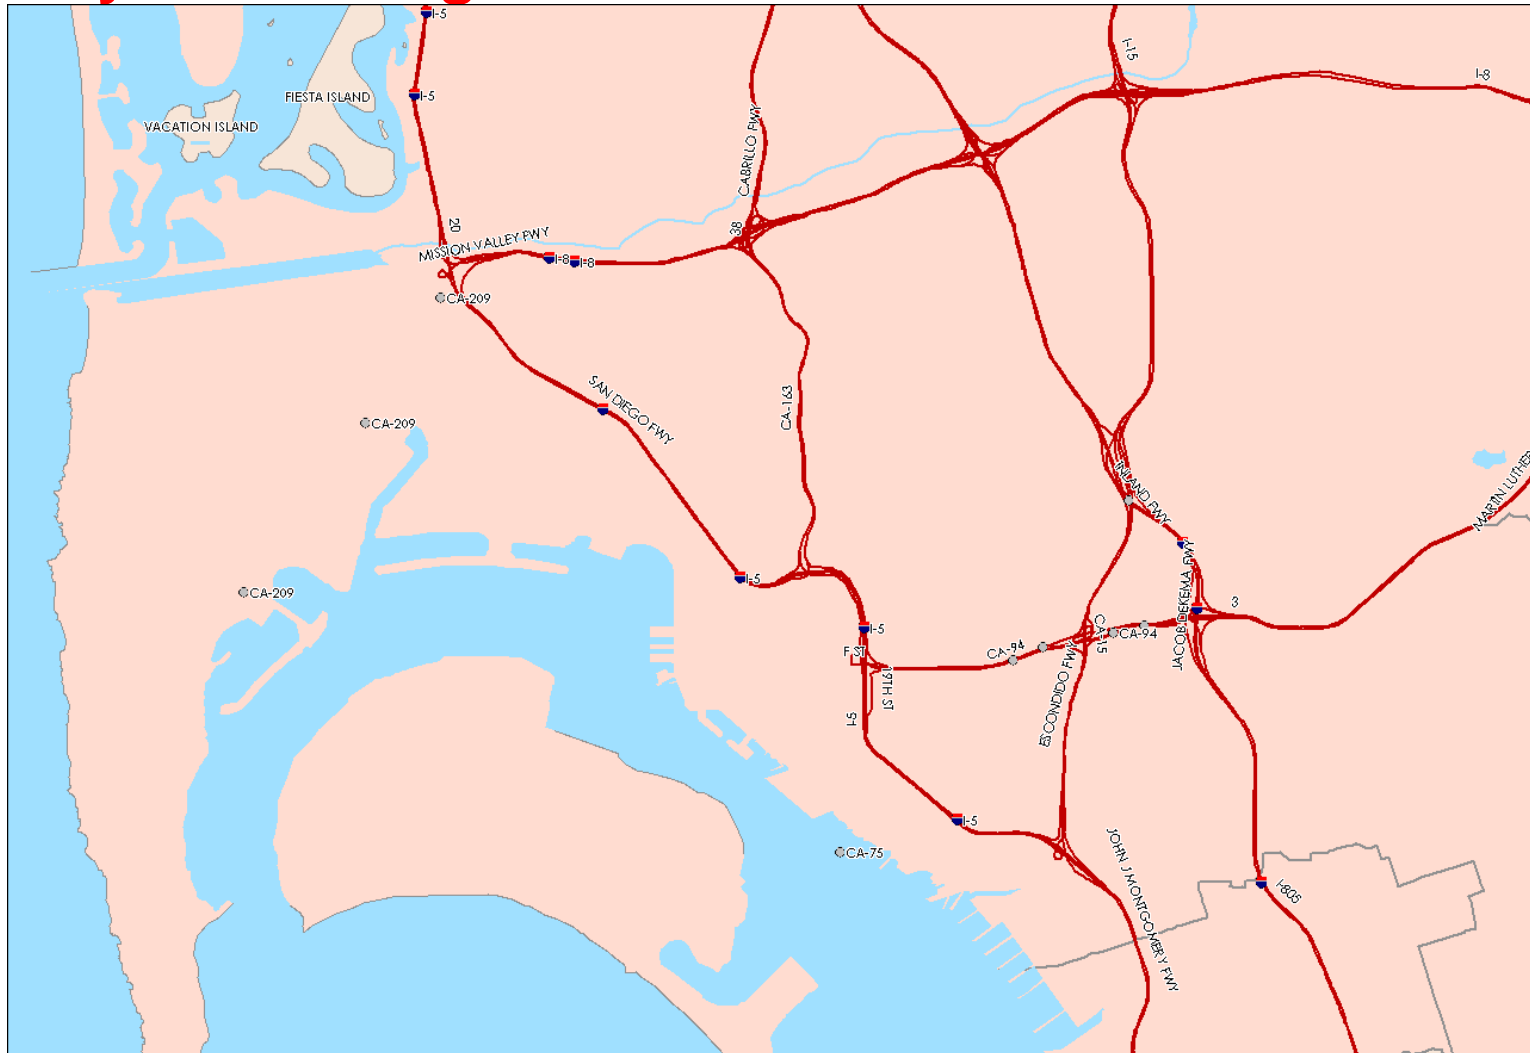 I-5
I-15
I-8
I-5
FIESTA ISLAND
VACATION ISLAND
CABRILLO FWY
20
38
MISSION VALLEY FWY
I-8
I-8
CA-209
SAN DIEGO FWY
CA-163
CA-209
INLAND FWY
MARTIN LUTHER
I-5
CA-209
JACOB DEKEMA FWY
3
I-5
CA-15
CA-94
CA-94
F ST
19TH ST
ESCONDIDO FWY
I-5
I-5
CA-75
JOHN J MONTGOMERY FWY
I-805